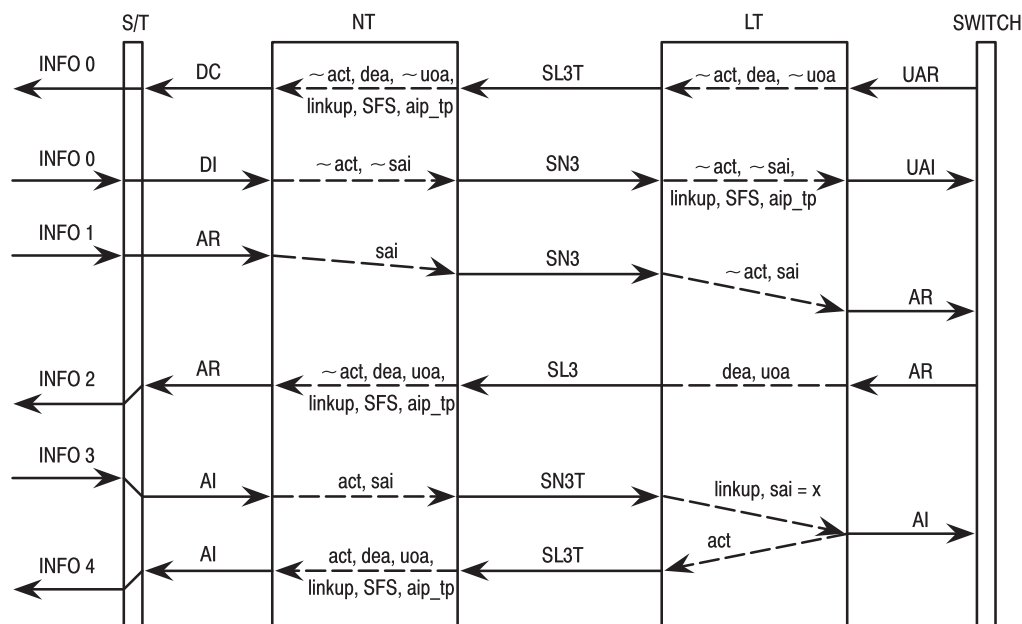 S/T NT LT SWITCH
INFO 0 DC ~act, dea, ~uoa, SL3T ~act, dea, ~uoa UAR
linkup, SFS, aip_tp
INFO 0 DI ~act, ~sai SN3 ~act, ~sai, UAI
linkup, SFS, aip_tp
INFO 1 AR sai SN3 ~act, sai AR
INFO 2 AR ~act, dea, uoa, SL3 dea, uoa AR
linkup, SFS, aip_tp
INFO 3 AI act, sai SN3T linkup, sai = x AI
act
INFO 4 AI act, dea, uoa, SL3T
linkup, SFS, aip_tp